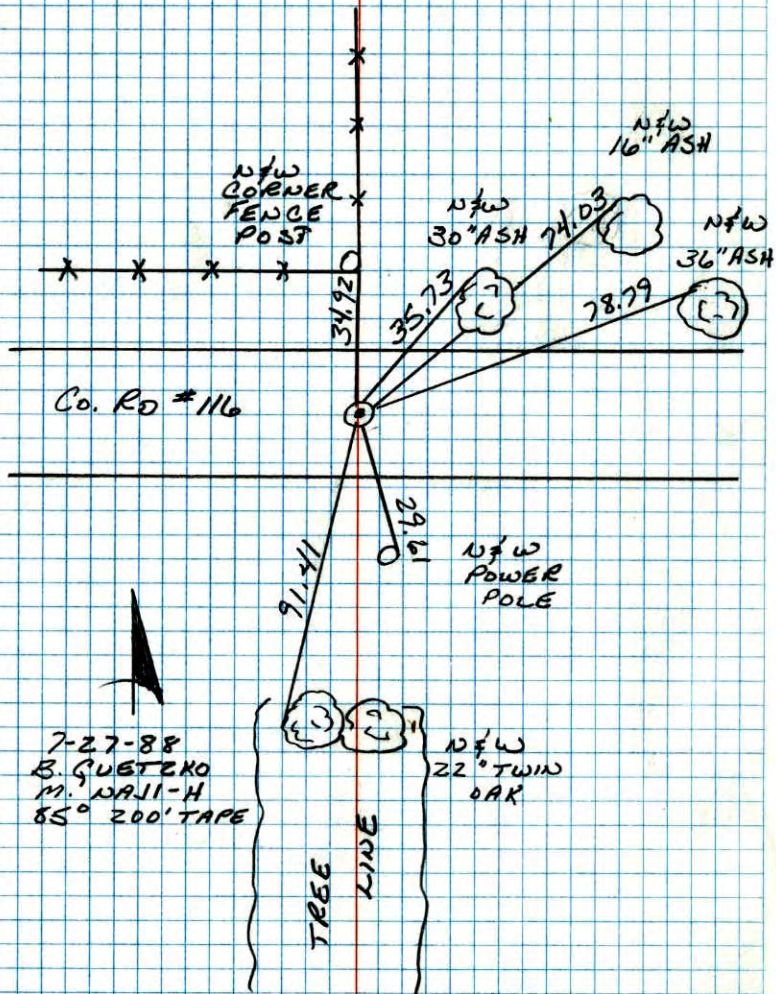 N & W
16" ASH
N & W
CORNER
FENCE
POST
N & W
30" ASH
74.03
N & W
36" ASH
34.92
35.73
78.79
Co. RD #116
91.41
29.61
N & W
POWER
POLE
7-27-88
B. GUETZKO
M. NAJI-H
85° 200' TAPE
N & W
22" TWIN
OAK
TREE
LINE